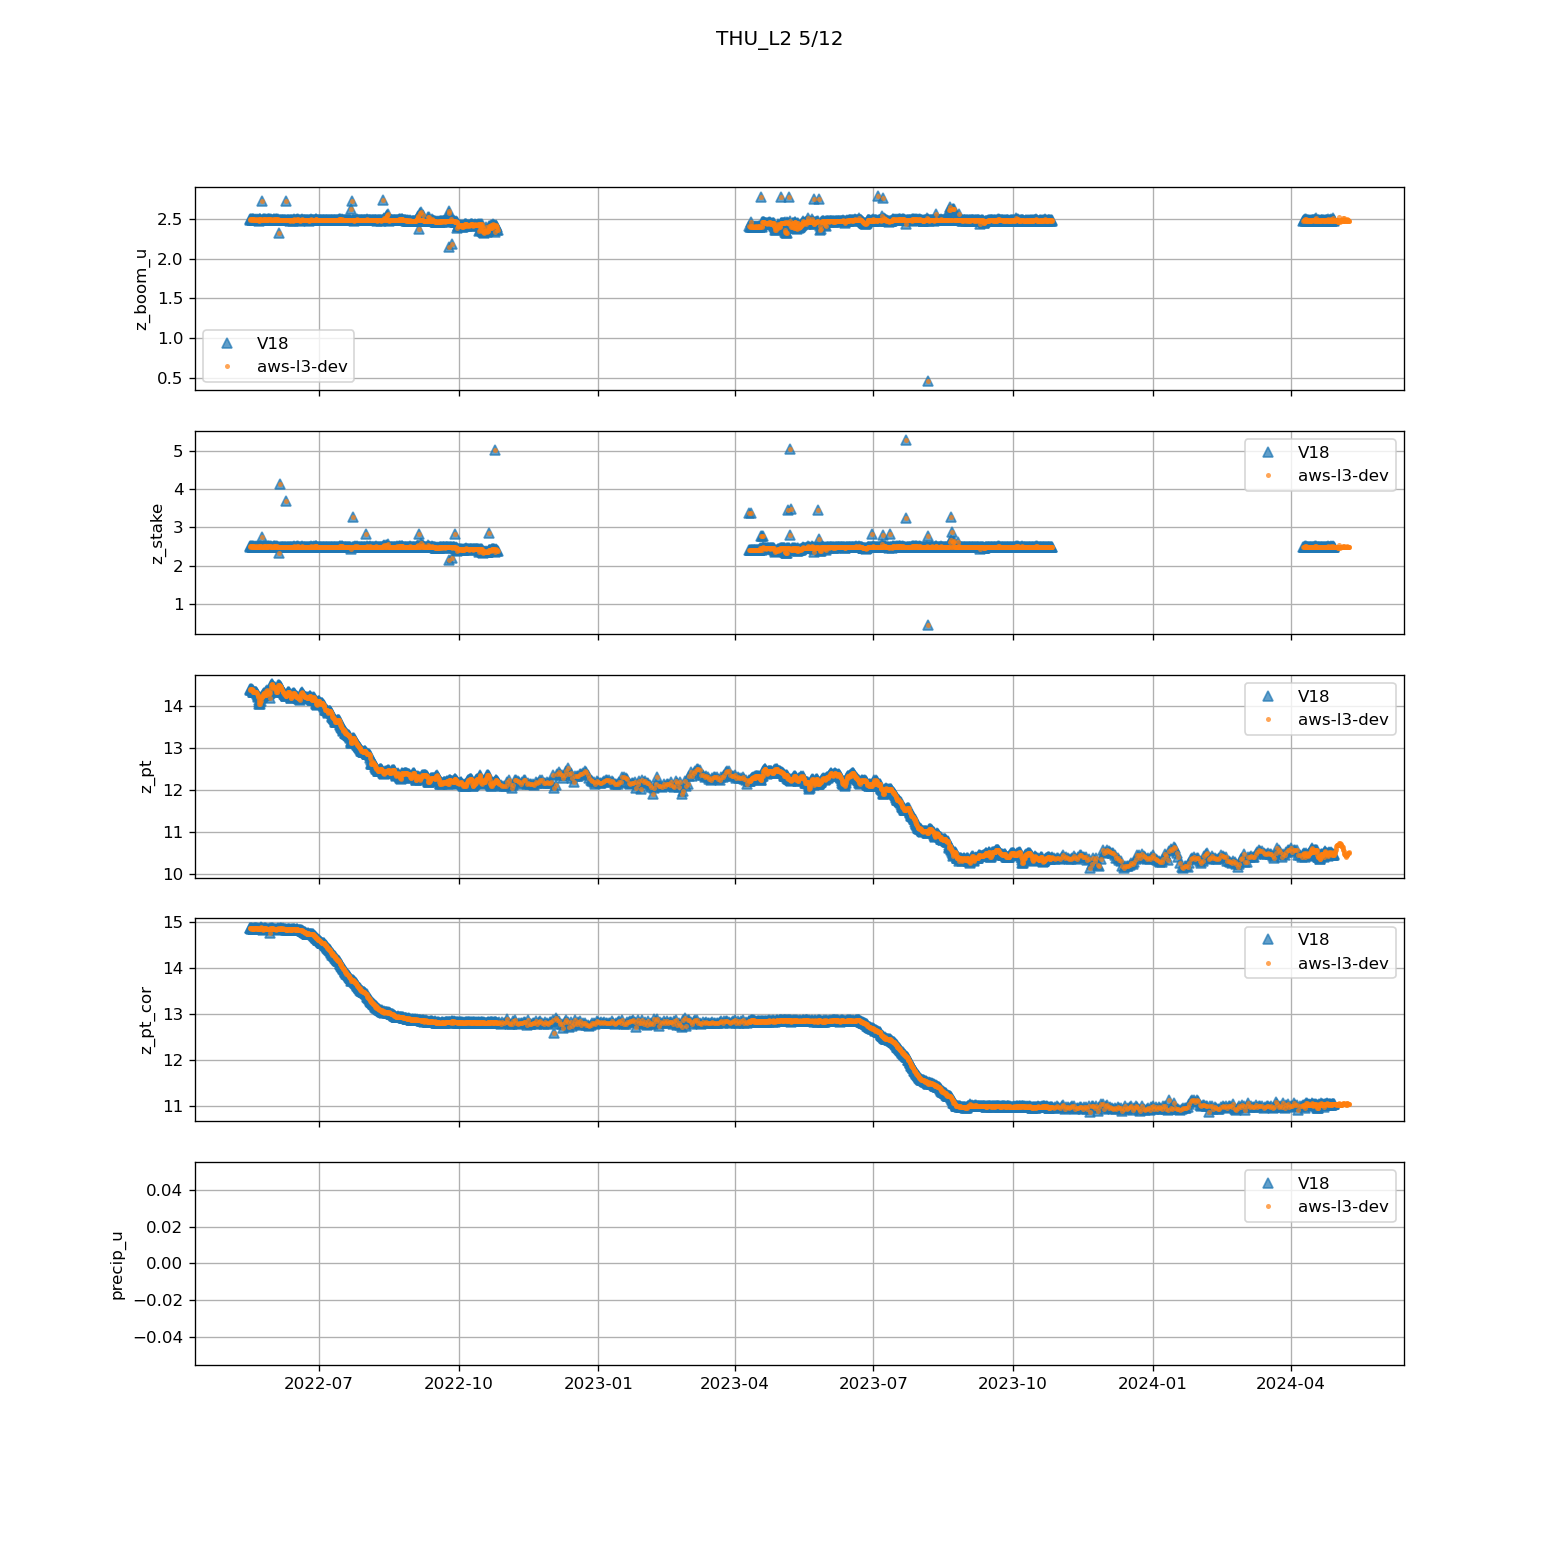 THU_L2 5/12
2.5
2.0
1.5
1.0
0.5
z_boom_u
V18
aws-l3-dev
5
4
3
2
1
z_stake
V18
aws-l3-dev
14
13
12
11
10
z_pt
V18
aws-l3-dev
15
14
13
12
11
z_pt_cor
V18
aws-l3-dev
0.04
0.02
0.00
−0.02
−0.04
precip_u
V18
aws-l3-dev
2022-07 2022-10 2023-01 2023-04 2023-07 2023-10 2024-01 2024-04